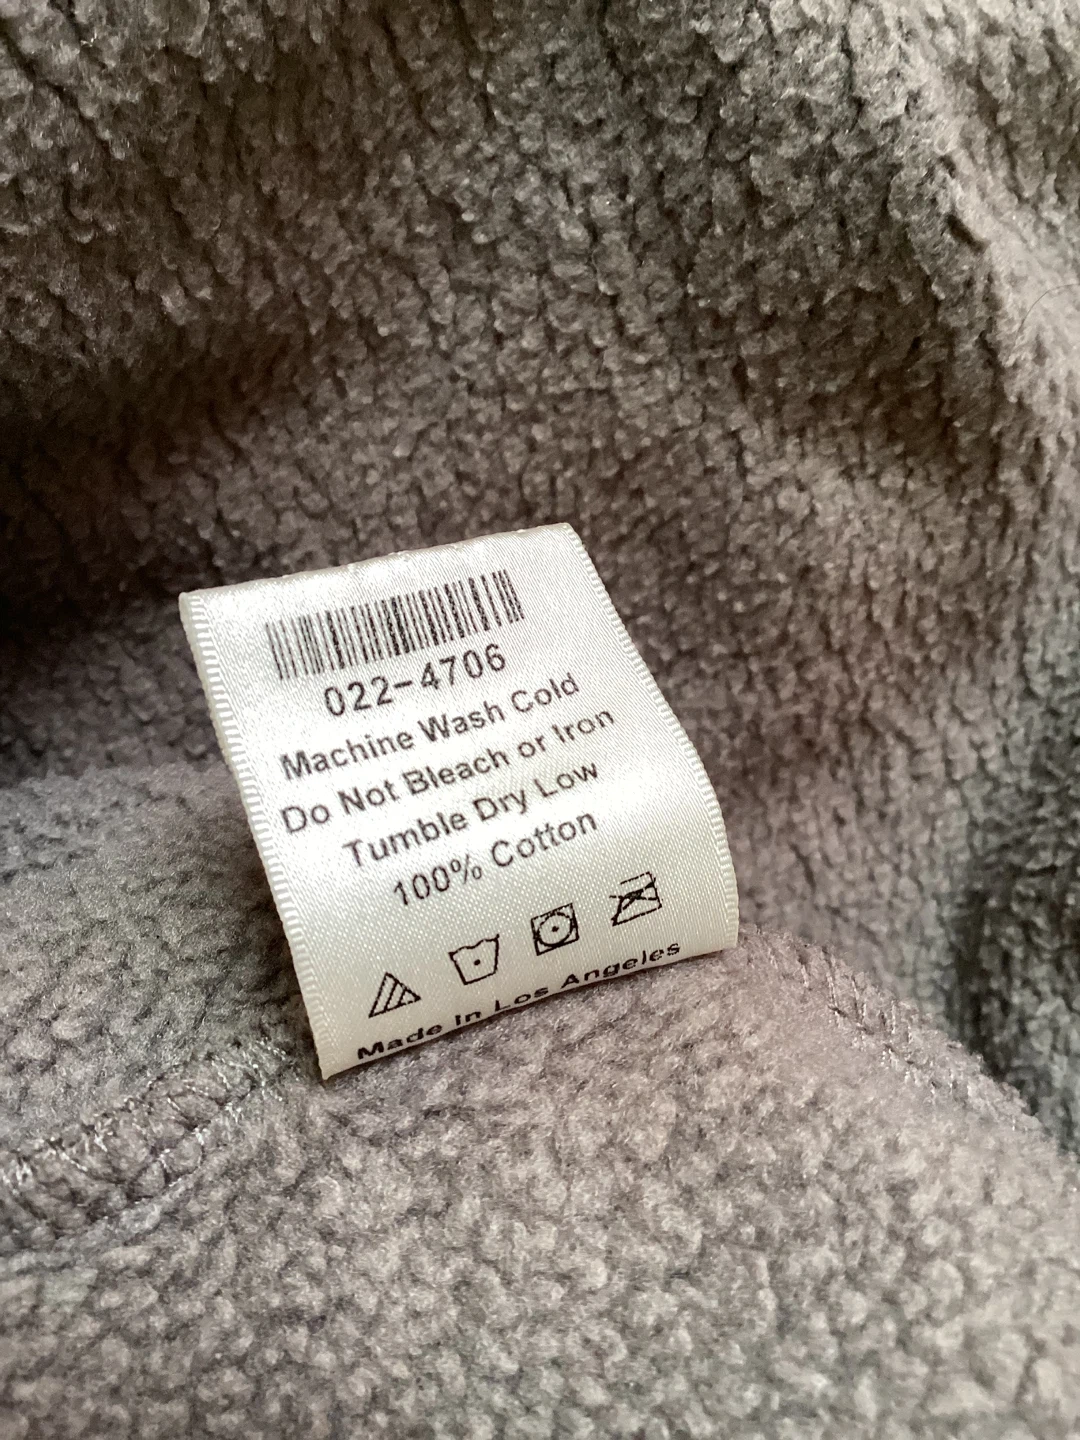 022-4706
Machine Wash Cold
Do Not Bleach or Iron
Tumble Dry Low
100% Cotton
Made in Los Angeles